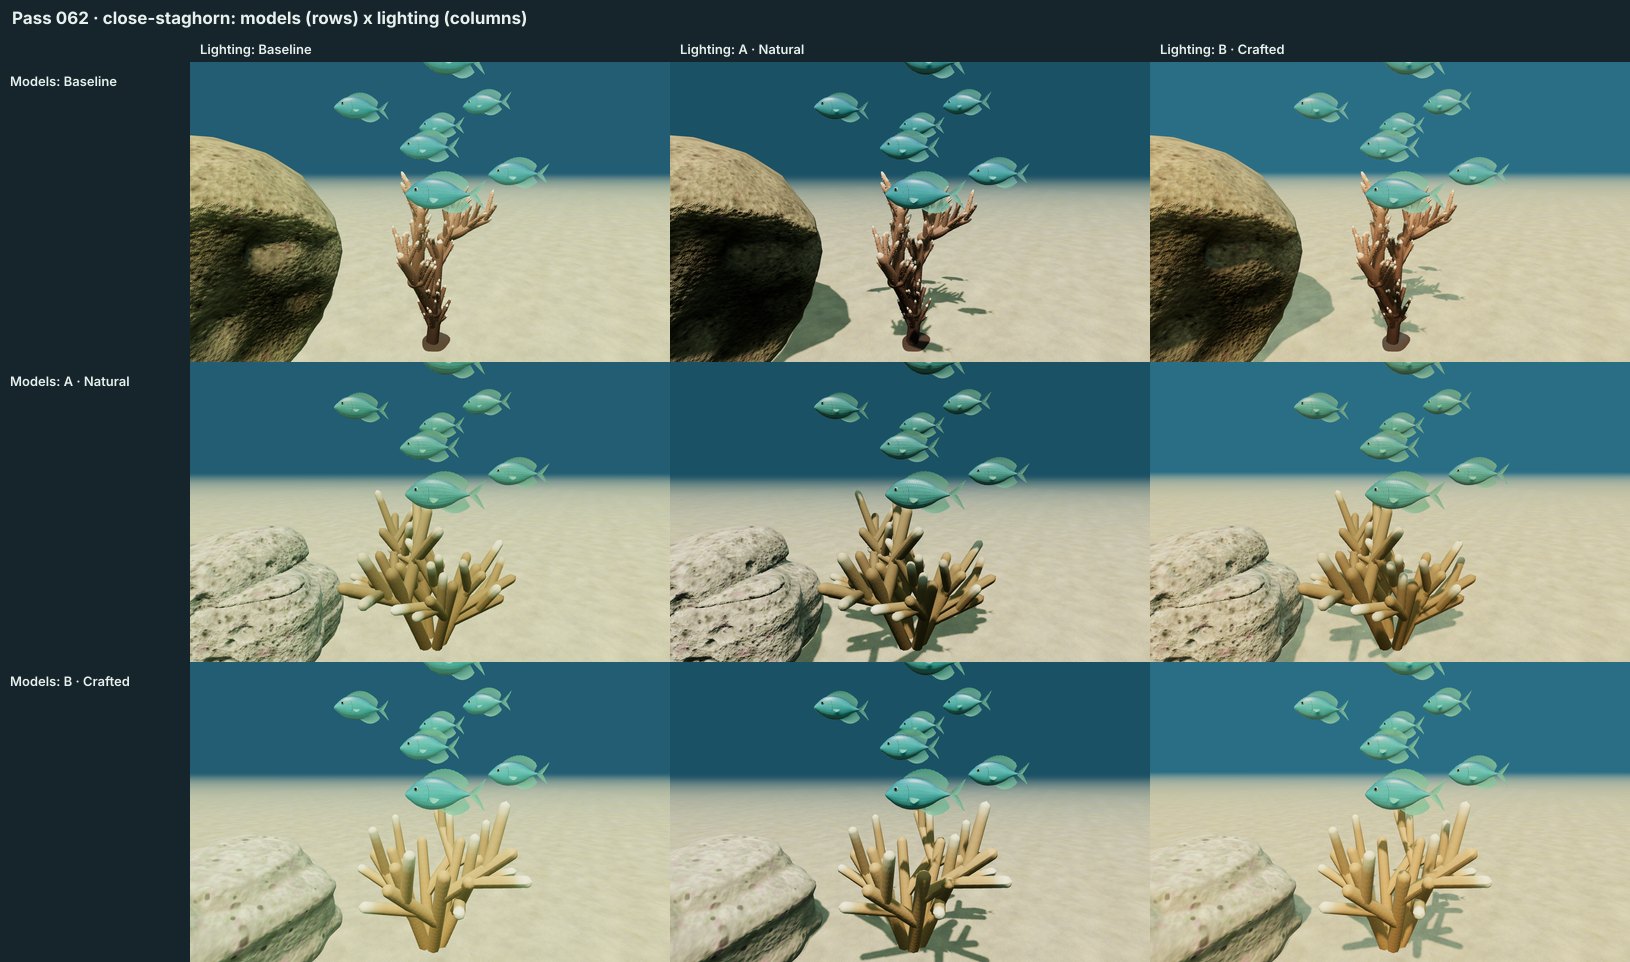 Pass 062 · close-staghorn: models (rows) x lighting (columns)
Lighting: Baseline
Lighting: A · Natural
Lighting: B · Crafted
Models: Baseline
Models: A · Natural
Models: B · Crafted